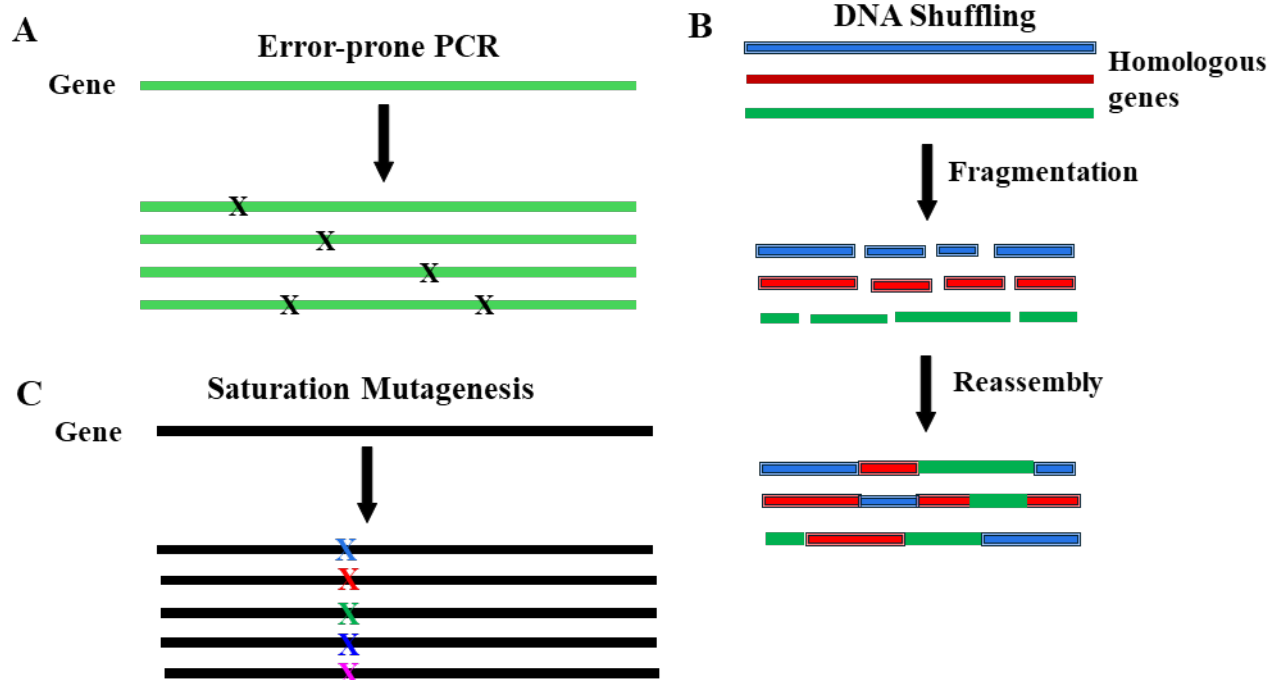 A
Error-prone PCR
Gene
X
X
X
X X
B
DNA Shuffling
Homologous
genes
Fragmentation
Reassembly
C
Saturation Mutagenesis
Gene
X
X
X
X
X